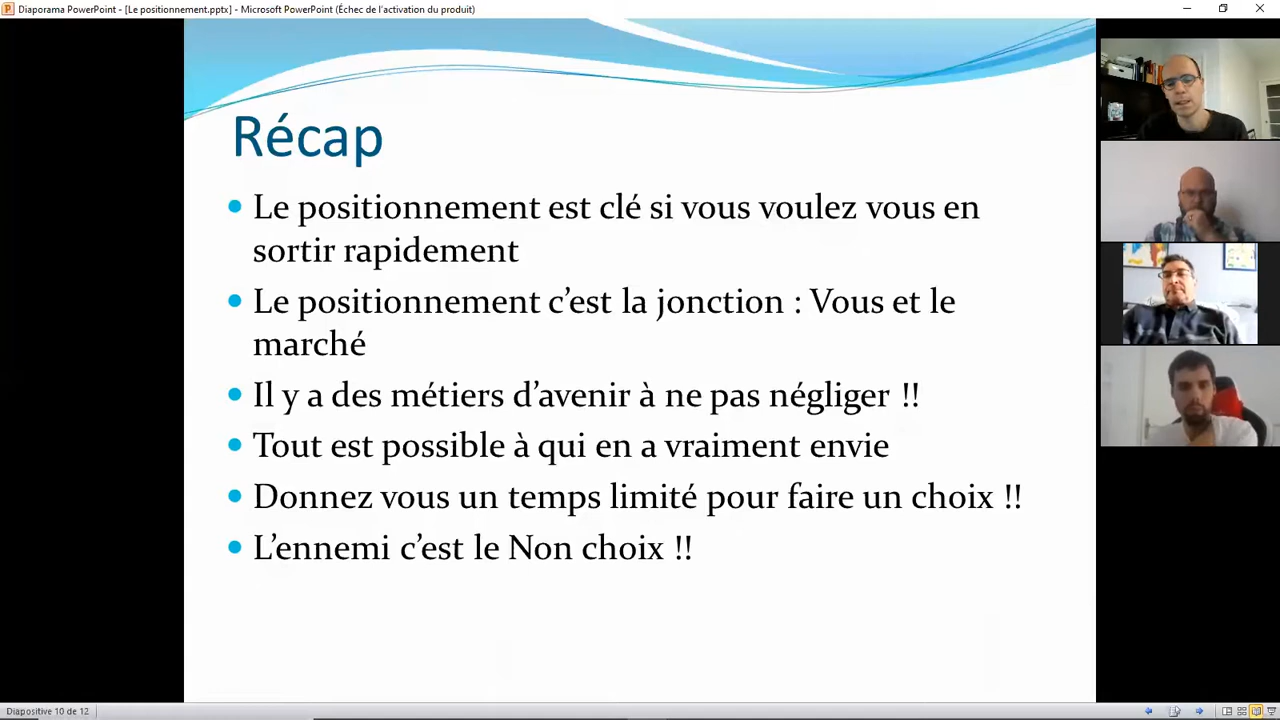 Diaporama PowerPoint - [Le positionnement.pptx] - Microsoft PowerPoint (Échec de l'activation du produit)
Récap
Le positionnement est clé si vous voulez vous en
sortir rapidement
Le positionnement c’est la jonction : Vous et le
marché
Il y a des métiers d’avenir à ne pas négliger !!
Tout est possible à qui en a vraiment envie
Donnez vous un temps limité pour faire un choix !!
L’ennemi c’est le Non choix !!
Diapositive 10 de 12